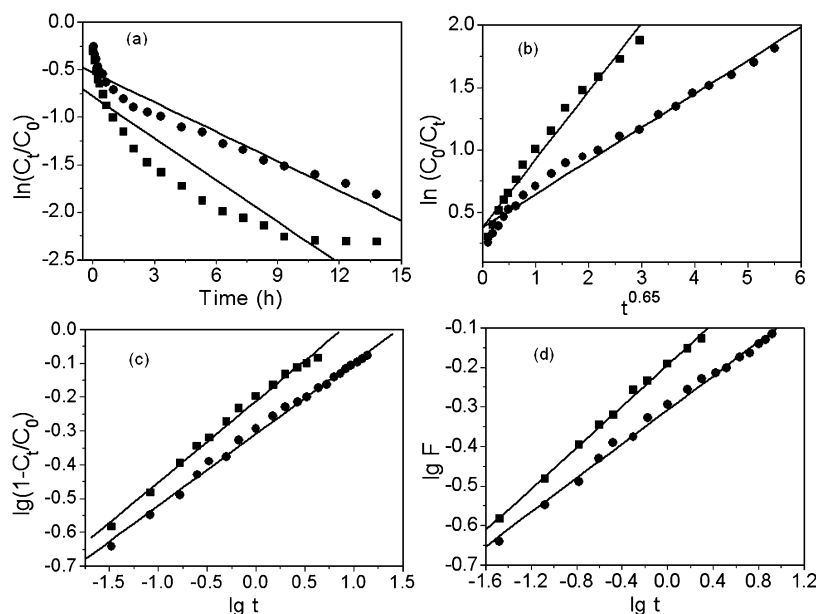 (a)
ln(Cₜ/C₀)
0.0
-0.5
-1.0
-1.5
-2.0
-2.5
0 3 6 9 12 15
Time (h)
(b)
ln (C₀/Cₜ)
2.0
1.5
1.0
0.5
0 1 2 3 4 5 6
t⁰·⁶⁵
(c)
lg(1-Cₜ/C₀)
0.0
-0.1
-0.2
-0.3
-0.4
-0.5
-0.6
-0.7
-1.5 -1.0 -0.5 0.0 0.5 1.0 1.5
lg t
(d)
lg F
-0.1
-0.2
-0.3
-0.4
-0.5
-0.6
-0.7
-1.6 -1.2 -0.8 -0.4 0.0 0.4 0.8 1.2
lg t